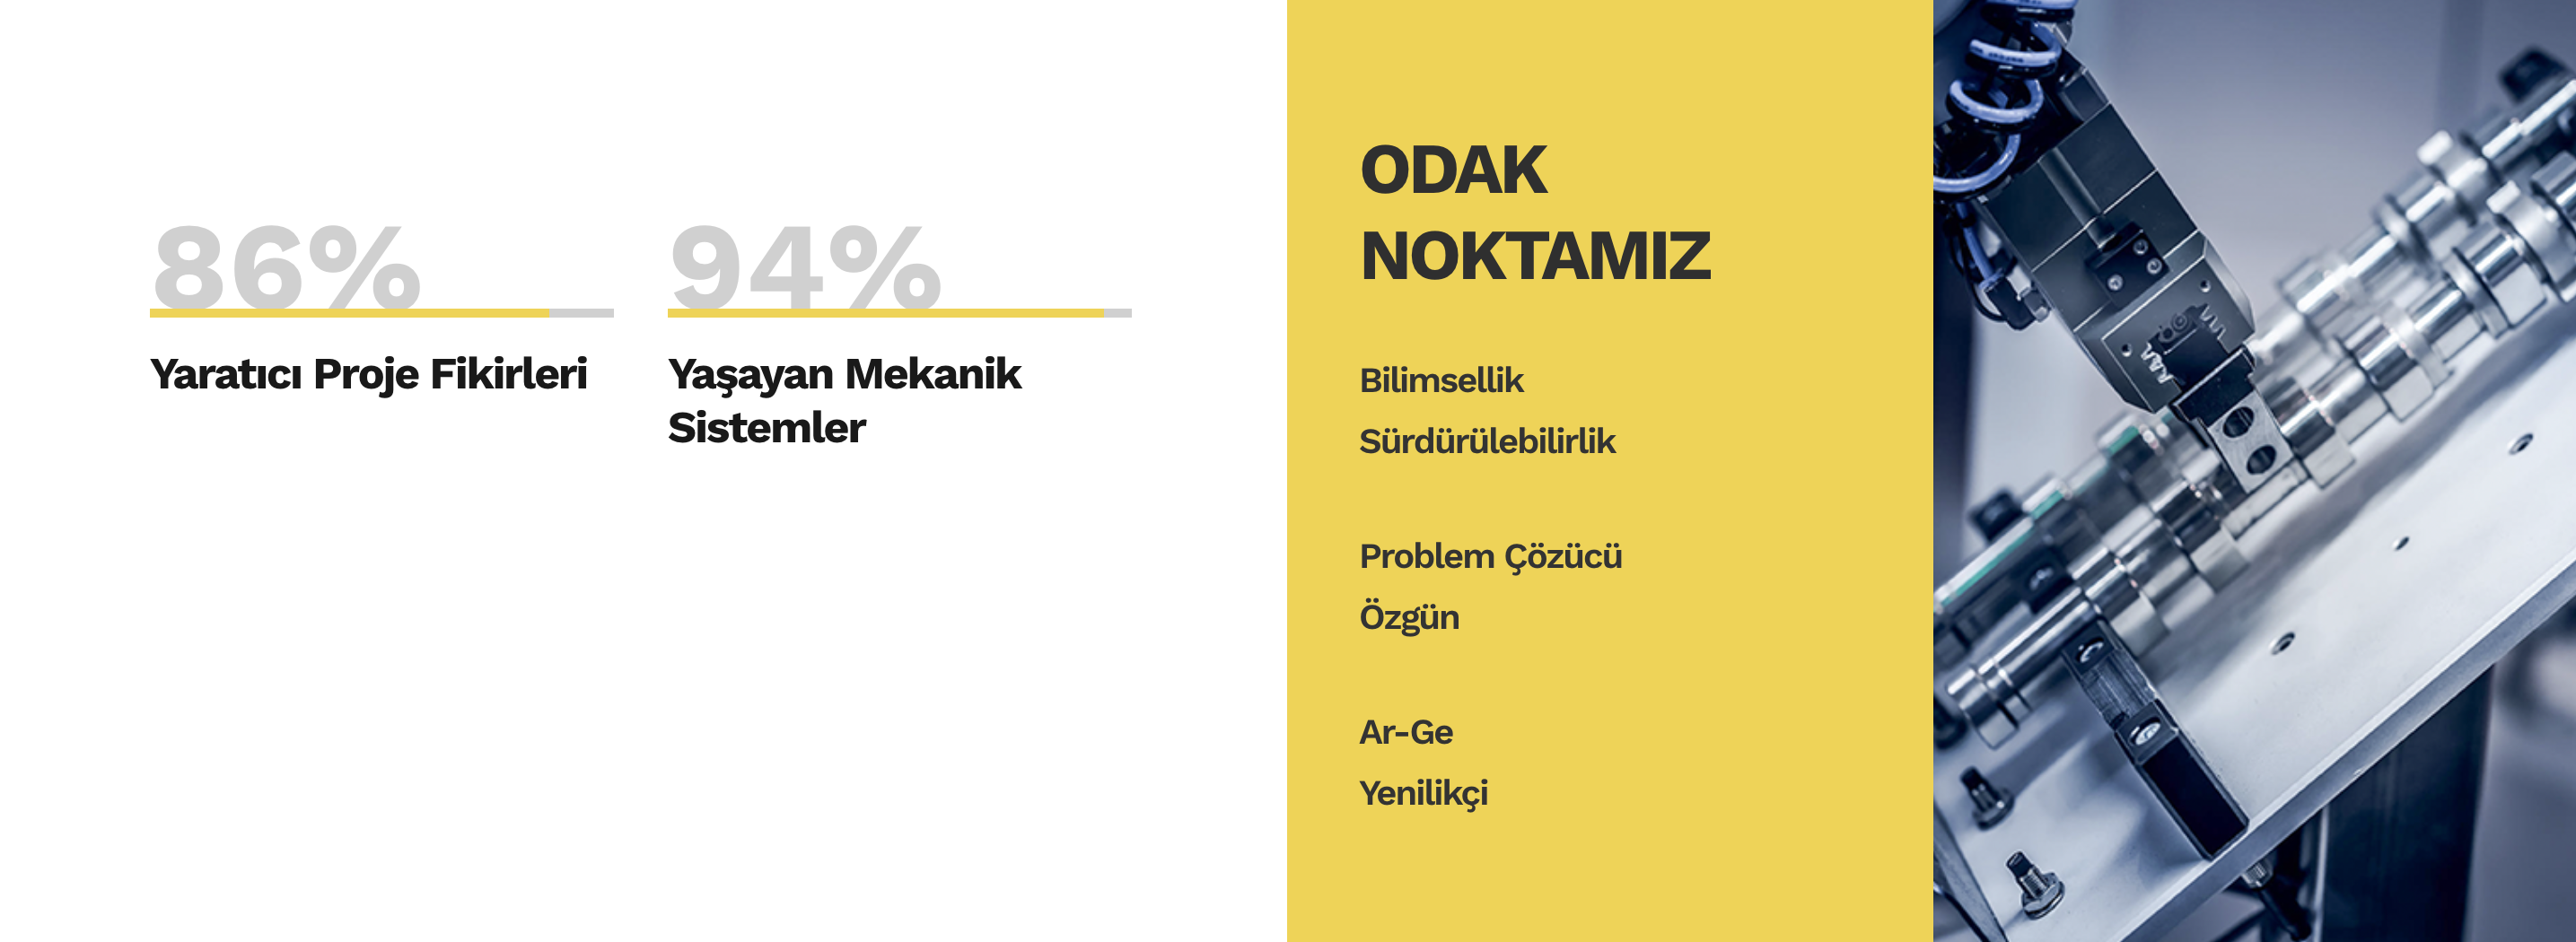 86%
Yaratıcı Proje Fikirleri
94%
Yaşayan Mekanik
Sistemler
ODAK
NOKTAMIZ
Bilimsellik
Sürdürülebilirlik
Problem Çözücü
Özgün
Ar-Ge
Yenilikçi